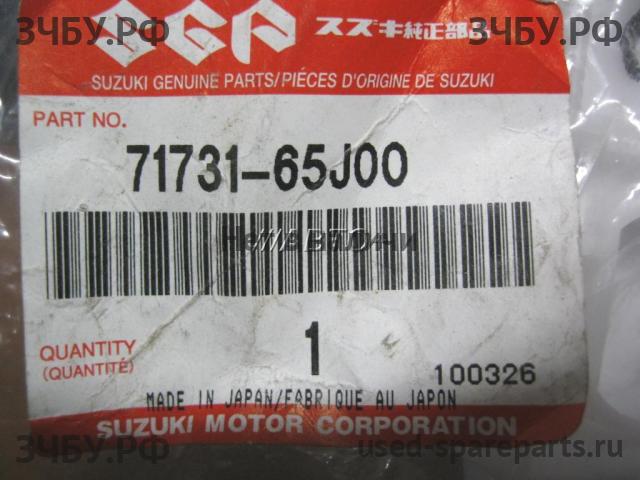 ЗЧБУ.РФ
ЗЧБУ.РФ
SGP スズキ純正部品
SUZUKI GENUINE PARTS/PIÈCES D'ORIGINE DE SUZUKI
PART NO.
71731-65J00
QUANTITY
(QUANTITÉ)
1
100326
MADE IN JAPAN/FABRIQUE AU JAPON
SUZUKI MOTOR CORPORATION
ЗЧБУ.РФ
used-spareparts.ru